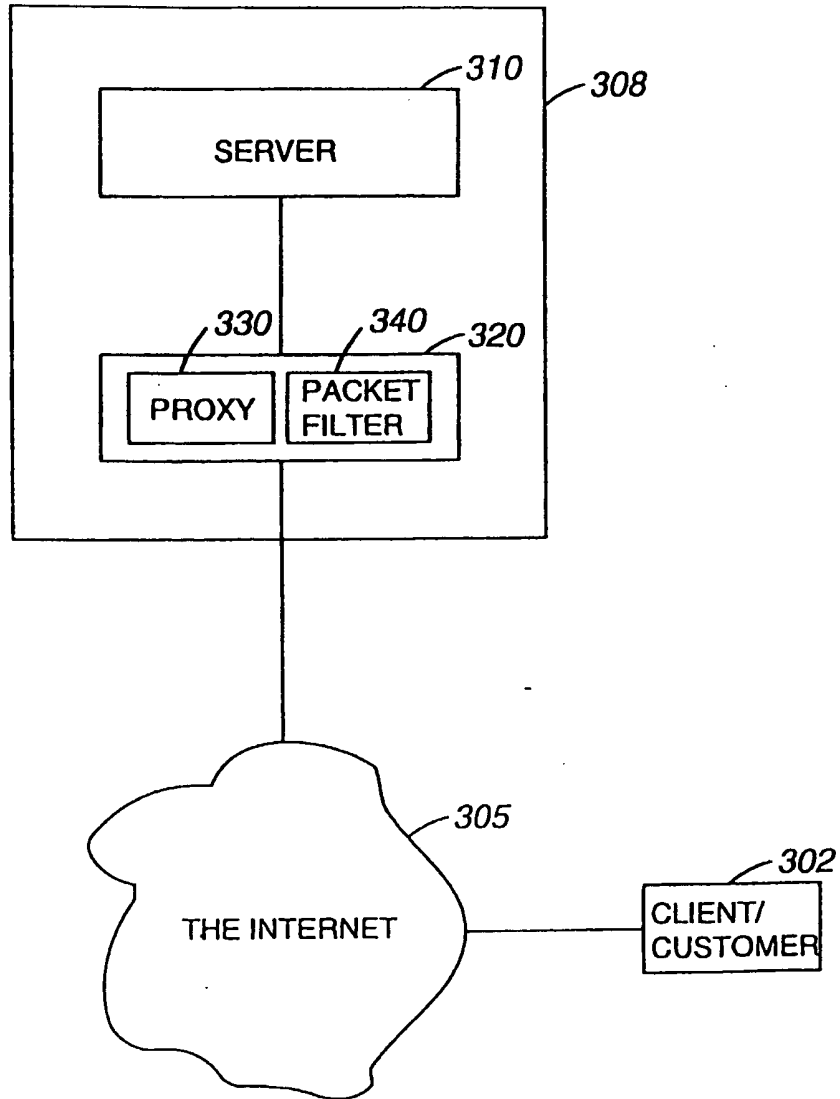 310
308
SERVER
330
340
320
PROXY
PACKET
FILTER
305
302
THE INTERNET
CLIENT/
CUSTOMER